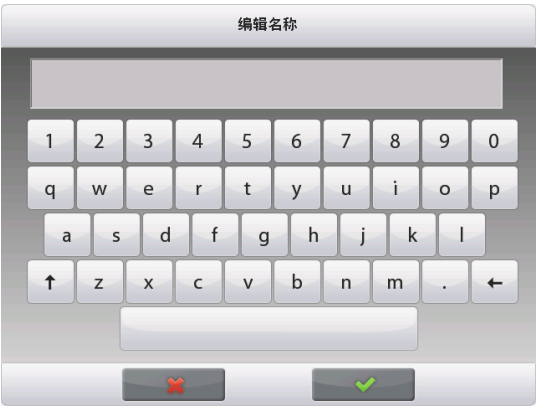 编辑名称
1 2 3 4 5 6 7 8 9 0
q w e r t y u i o p
a s d f g h j k l
↑ z x c v b n m . ←